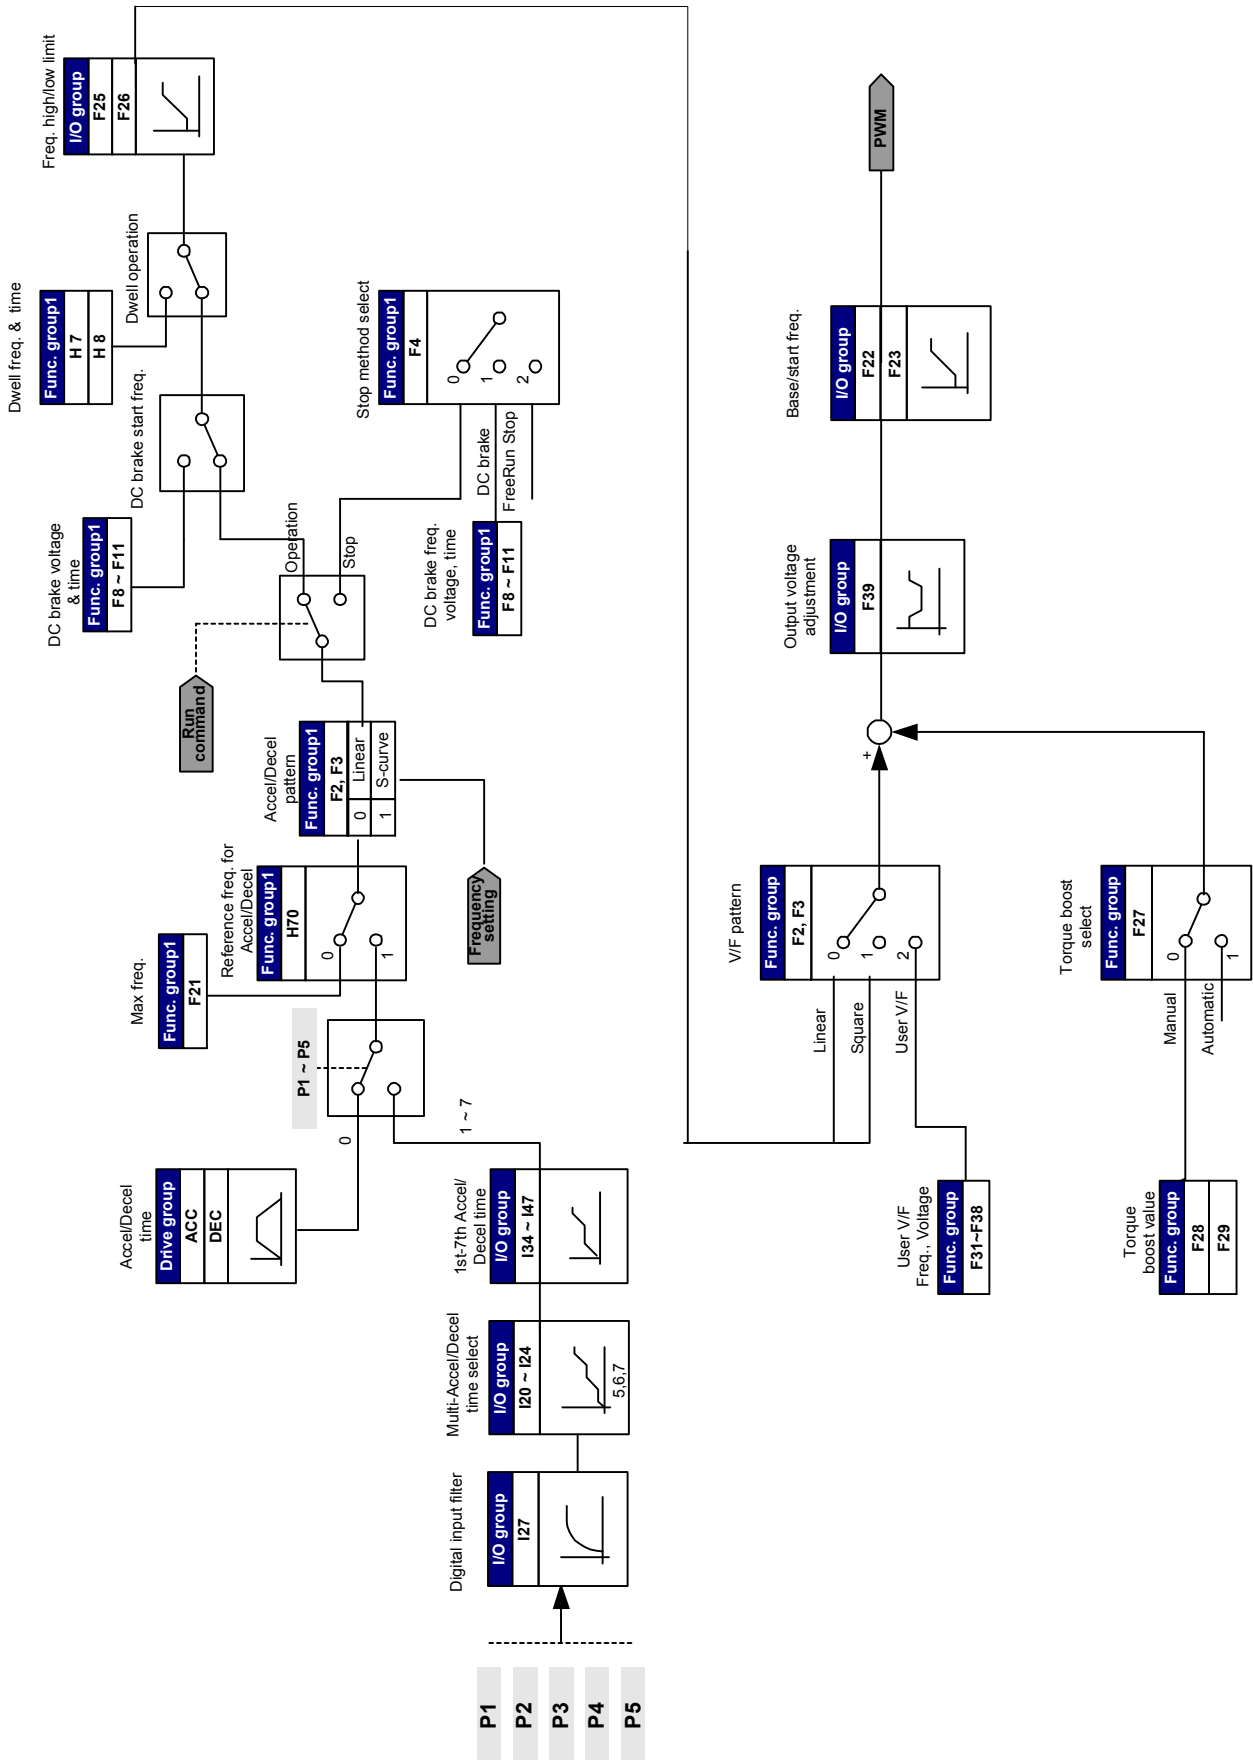 P1
P2
P3
P4
P5
Digital input filter
I/O group
I27
Multi-Accel/Decel
time select
I/O group
I20 ~ I24
5,6,7
Accel/Decel
time
Drive group
ACC
DEC
1st-7th Accel/
Decel time
I/O group
I34 ~ I47
0
1 ~ 7
P1 ~ P5
Max freq.
Func. group1
F21
Reference freq. for
Accel/Decel
Func. group1
H70
0
1
Frequency
setting
Accel/Decel
pattern
Func. group1
F2, F3
0
Linear
1
S-curve
Run
command
Operation
Stop
DC brake voltage
& time
Func. group1
F8 ~ F11
DC brake start freq.
DC brake freq.
voltage, time
Func. group1
F8 ~ F11
DC brake
FreeRun Stop
Stop method select
Func. group1
F4
0
1
2
Dwell freq. & time
Func. group1
H 7
H 8
Dwell operation
Freq. high/low limit
I/O group
F25
F26
User V/F
Freq., Voltage
Func. group
F31~F38
Linear
Square
User V/F
V/F pattern
Func. group
F2, F3
0
1
2
+
Torque
boost value
Func. group
F28
F29
Manual
Automatic
Torque boost
select
Func. group
F27
0
1
Output voltage
adjustment
I/O group
F39
Base/start freq.
I/O group
F22
F23
PWM